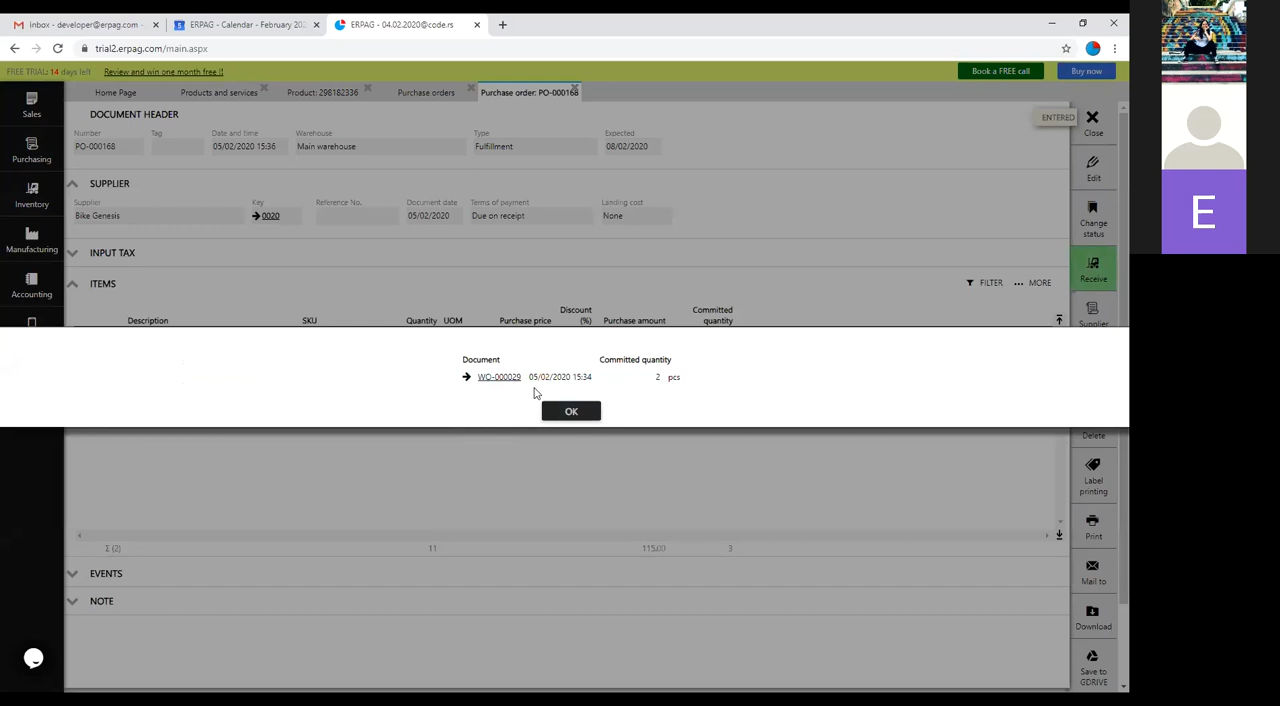 Inbox - developer@erpag.com -
ERPAG - Calendar - February 202
ERPAG - 04.02.2020@code.rs
trial2.erpag.com/main.aspx
FREE TRIAL: 14 days left
Review and win one month free !!
Book a FREE call
Buy now
Home Page
Products and services
Product: 298182336
Purchase orders
Purchase order: PO-000168
Sales
Purchasing
Inventory
Manufacturing
Accounting
DOCUMENT HEADER
ENTERED
Number
Tag
Date and time
Warehouse
Type
Expected
PO-000168
05/02/2020 15:36
Main warehouse
Fulfillment
08/02/2020
SUPPLIER
Supplier
Key
Reference No.
Document date
Terms of payment
Landing cost
Bike Genesis
0020
05/02/2020
Due on receipt
None
INPUT TAX
ITEMS
FILTER
MORE
Description
SKU
Quantity
UOM
Purchase price
Discount
(%)
Purchase amount
Committed
quantity
Document
Committed quantity
WO-000029
05/02/2020 15:34
2 pcs
OK
Σ (2)
11
115.00
3
EVENTS
NOTE
Close
Edit
Change
status
Receive
Supplier
Delete
Label
printing
Print
Mail to
Download
Save to
GDRIVE
E